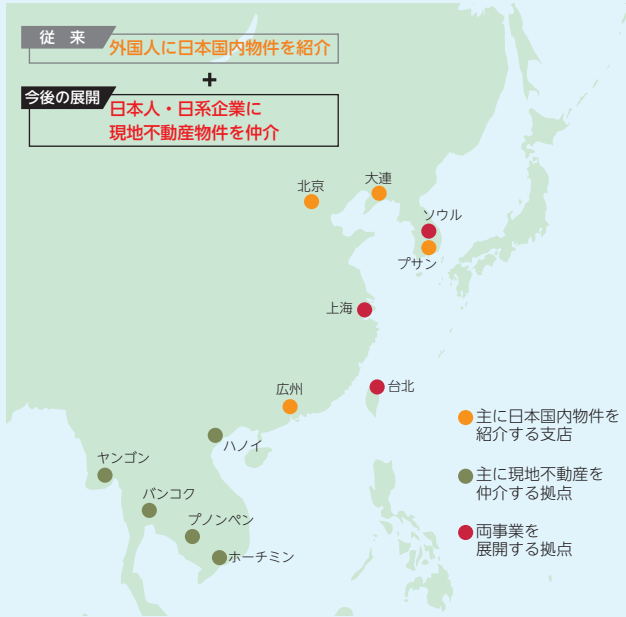 従 来
外国人に日本国内物件を紹介
+
今後の展開
日本人・日系企業に
現地不動産物件を仲介
北京
大連
ソウル
プサン
上海
広州
台北
ハノイ
ヤンゴン
バンコク
プノンペン
ホーチミン
主に日本国内物件を
紹介する支店
主に現地不動産を
仲介する拠点
両事業を
展開する拠点